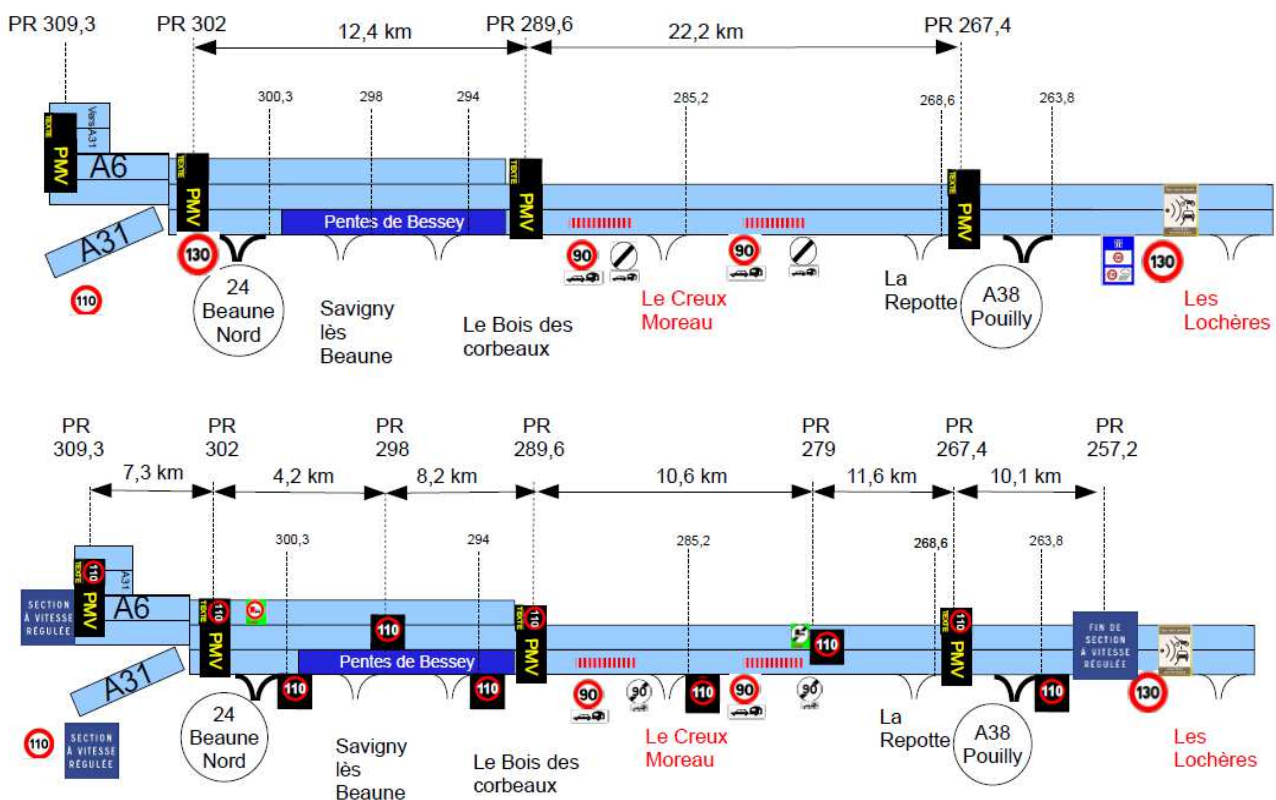 PR 309,3
PR 302
12,4 km
PR 289,6
22,2 km
PR 267,4
300,3
298
294
285,2
268,6
263,8
TEXTE
PMV
Vers A31
A6
TEXTE
PMV
TEXTE
PMV
TEXTE
PMV
Pentes de Bessey
A31
110
130
90
90
130
24
Beaune
Nord
Savigny
lès
Beaune
Le Bois des
corbeaux
Le Creux
Moreau
La
Repotte
A38
Pouilly
Les
Lochères
PR
309,3
PR
302
PR
298
PR
289,6
PR
279
PR
267,4
PR
257,2
7,3 km
4,2 km
8,2 km
10,6 km
11,6 km
10,1 km
300,3
294
285,2
268,6
263,8
SECTION
À VITESSE
RÉGULÉE
110
TEXTE
PMV
A31
A6
110
TEXTE
PMV
110
110
TEXTE
PMV
110
110
TEXTE
PMV
FIN DE
SECTION
À VITESSE
RÉGULÉE
Pentes de Bessey
A31
110
SECTION
À VITESSE
RÉGULÉE
110
110
90
90
110
90
90
110
130
24
Beaune
Nord
Savigny
lès
Beaune
Le Bois des
corbeaux
Le Creux
Moreau
La
Repotte
A38
Pouilly
Les
Lochères